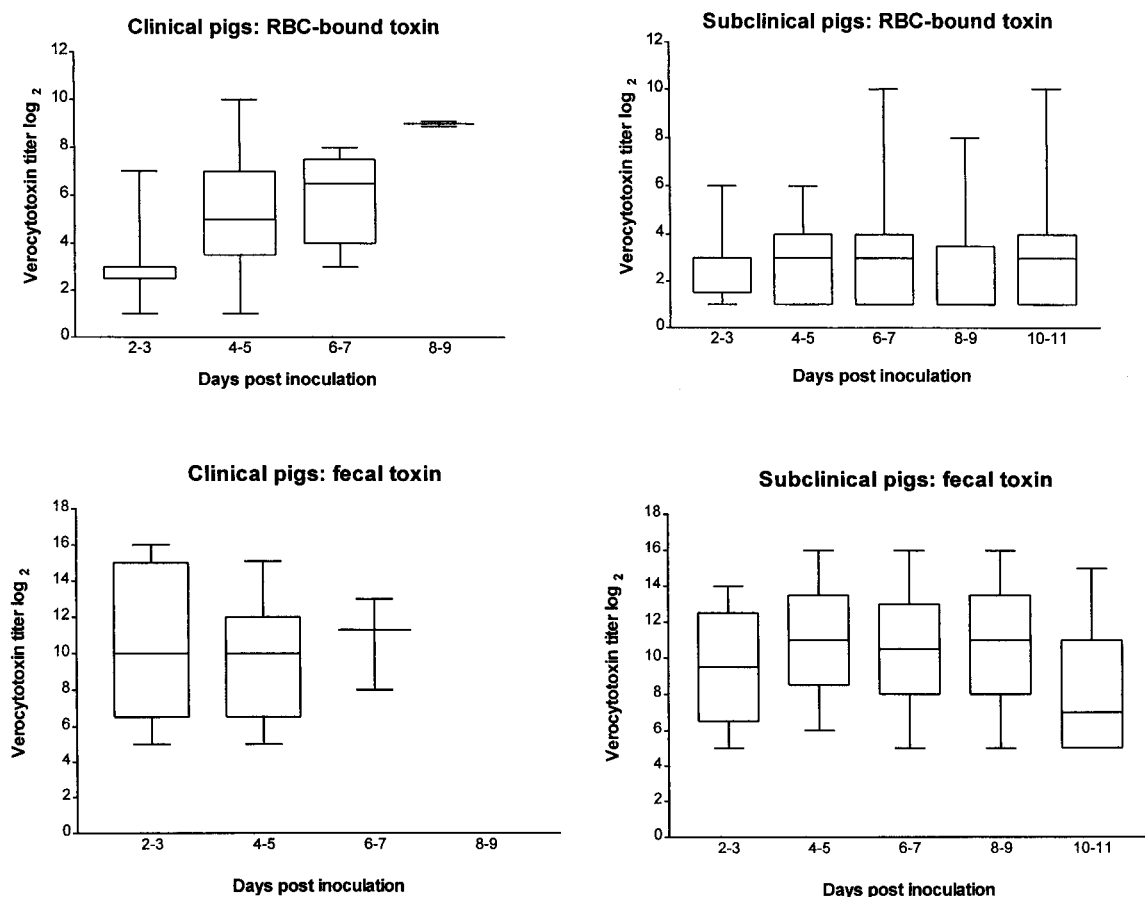 Clinical pigs: RBC-bound toxin
Verocytotoxin titer log 2
12
10
8
6
4
2
0
2-3 4-5 6-7 8-9
Days post inoculation
Subclinical pigs: RBC-bound toxin
Verocytotoxin titer log 2
12
10
8
6
4
2
0
2-3 4-5 6-7 8-9 10-11
Days post inoculation
Clinical pigs: fecal toxin
Verocytotoxin titer log 2
18
16
14
12
10
8
6
4
2
0
2-3 4-5 6-7 8-9
Days post inoculation
Subclinical pigs: fecal toxin
Verocytotoxin titer log 2
18
16
14
12
10
8
6
4
2
0
2-3 4-5 6-7 8-9 10-11
Days post inoculation